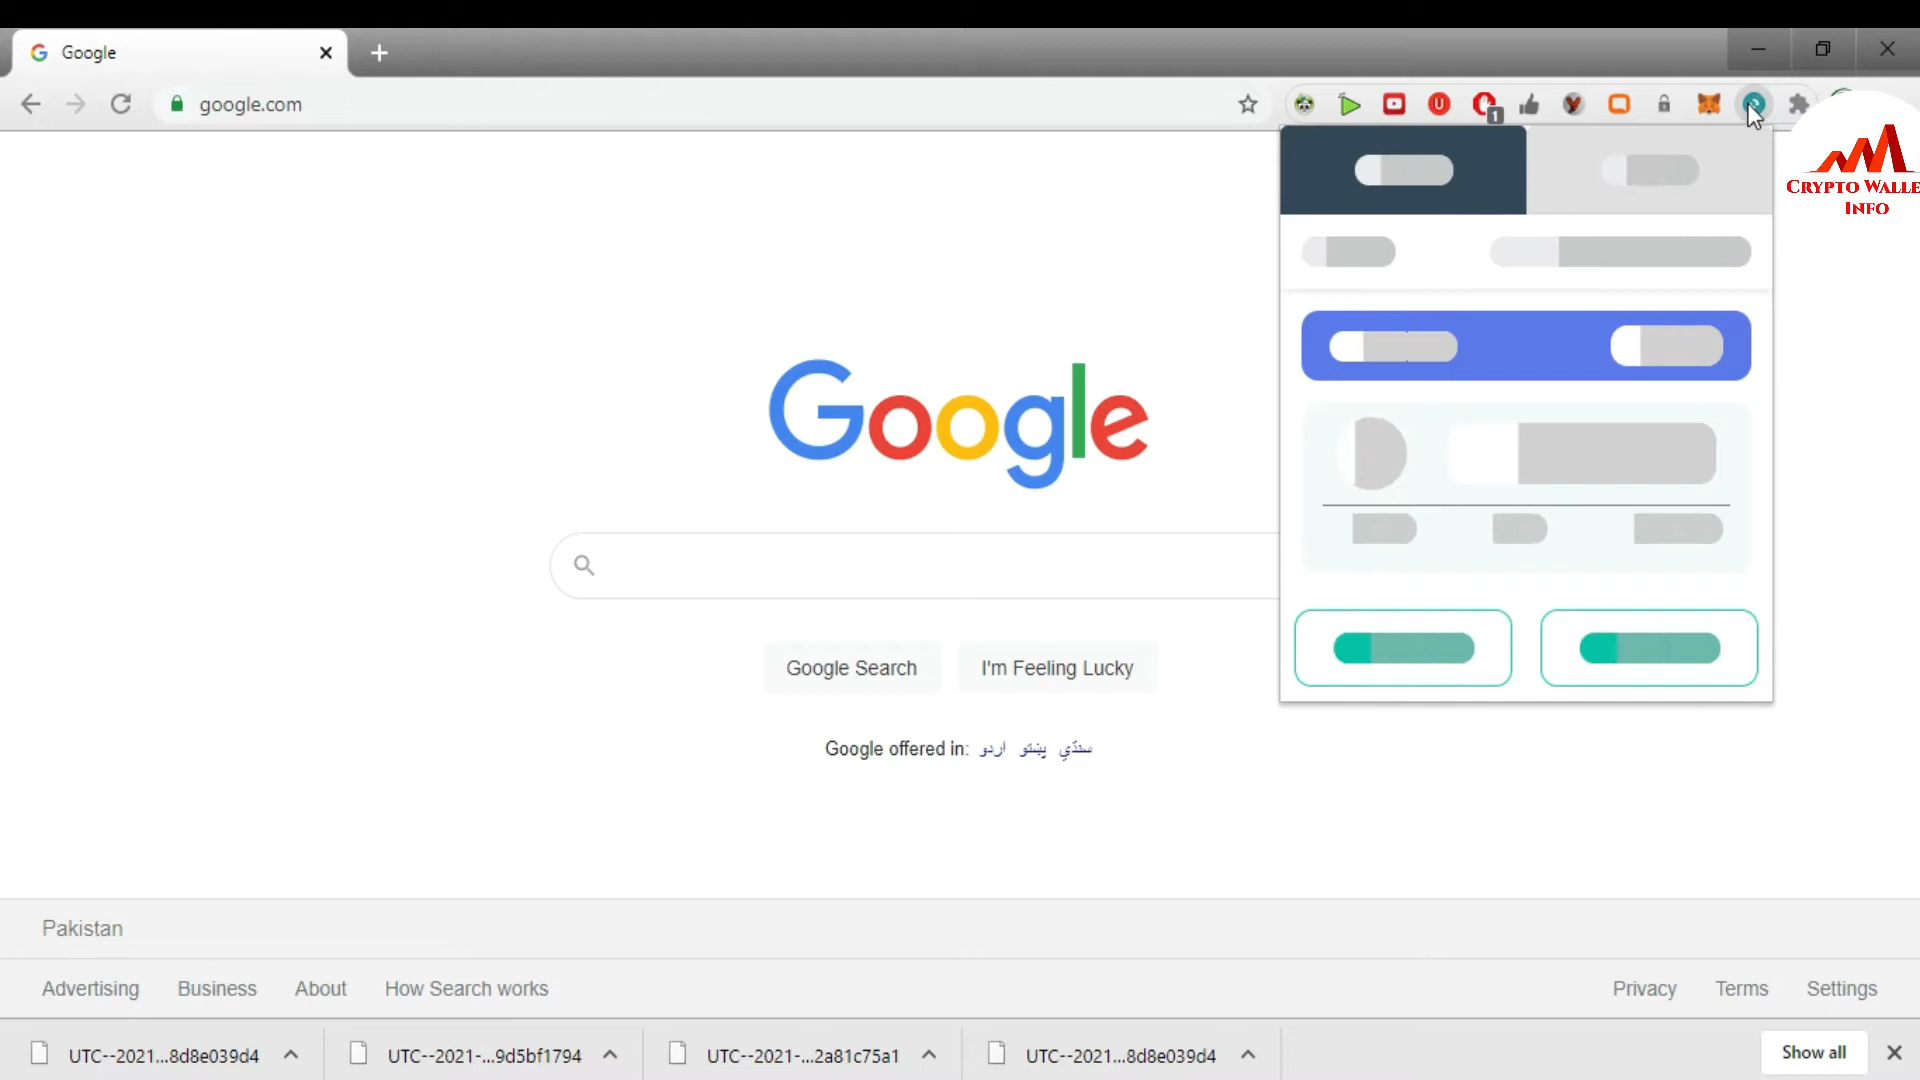 Google
google.com
1
CRYPTO WALLE
INFO
Google
Google Search
I'm Feeling Lucky
Google offered in: اردو پښتو سنڌي
Pakistan
Advertising Business About How Search works Privacy Terms Settings
UTC--2021...8d8e039d4 UTC--2021-...9d5bf1794 UTC--2021-...2a81c75a1 UTC--2021...8d8e039d4 Show all